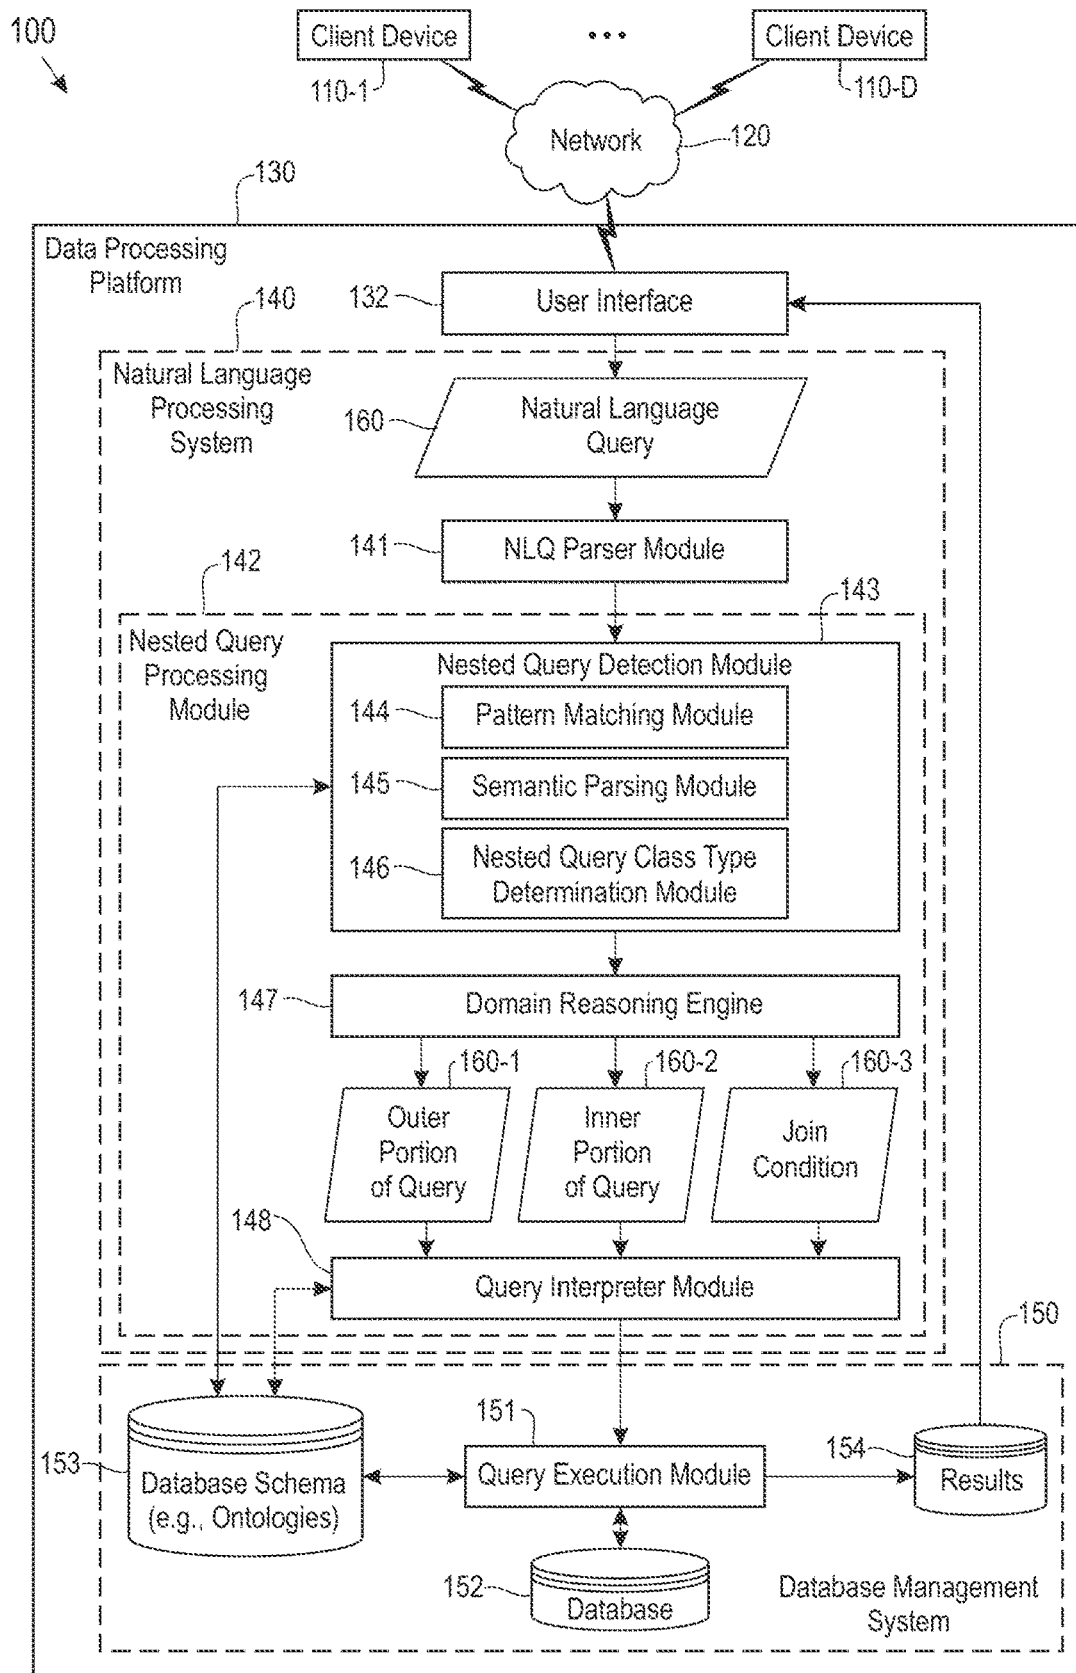 100
Client Device
...
Client Device
110-1
110-D
Network
120
130
Data Processing
Platform
132
User Interface
140
Natural Language
Processing
System
160
Natural Language
Query
141
NLQ Parser Module
142
143
Nested Query
Processing
Module
Nested Query Detection Module
144
Pattern Matching Module
145
Semantic Parsing Module
146
Nested Query Class Type
Determination Module
147
Domain Reasoning Engine
160-1
160-2
160-3
Outer
Portion
of Query
Inner
Portion
of Query
Join
Condition
148
Query Interpreter Module
150
153
Database Schema
(e.g., Ontologies)
151
Query Execution Module
154
Results
152
Database
Database Management
System